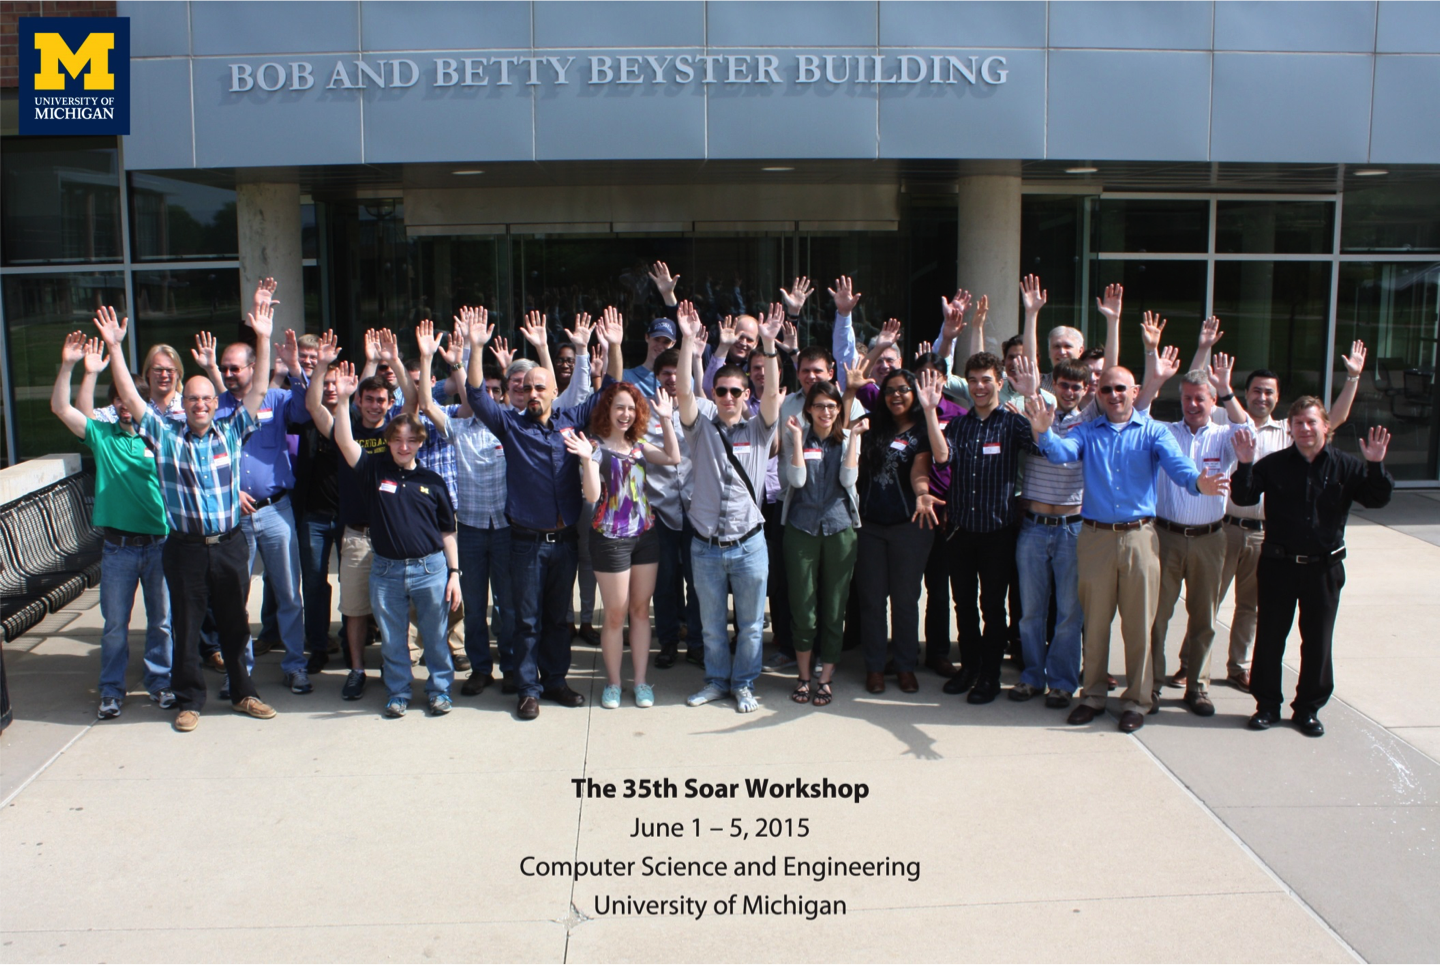 M
UNIVERSITY OF
MICHIGAN
BOB AND BETTY BEYSTER BUILDING
MICHIGAN
M
The 35th Soar Workshop
June 1 – 5, 2015
Computer Science and Engineering
University of Michigan